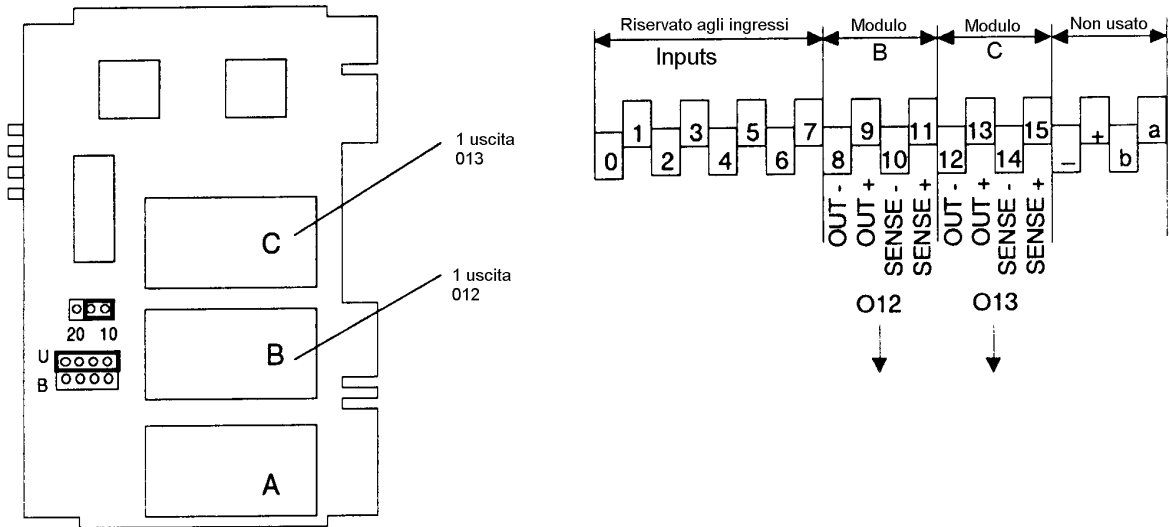 1 uscita
013
C
1 uscita
012
20 10
U
B
B
A
Riservato agli ingressi
Modulo
Modulo
Non usato
Inputs
B
C
1 3 5 7 9 11 13 15 + a
0 2 4 6 8 10 12 14 – b
OUT -
OUT +
SENSE -
SENSE +
OUT -
OUT +
SENSE -
SENSE +
O12
O13